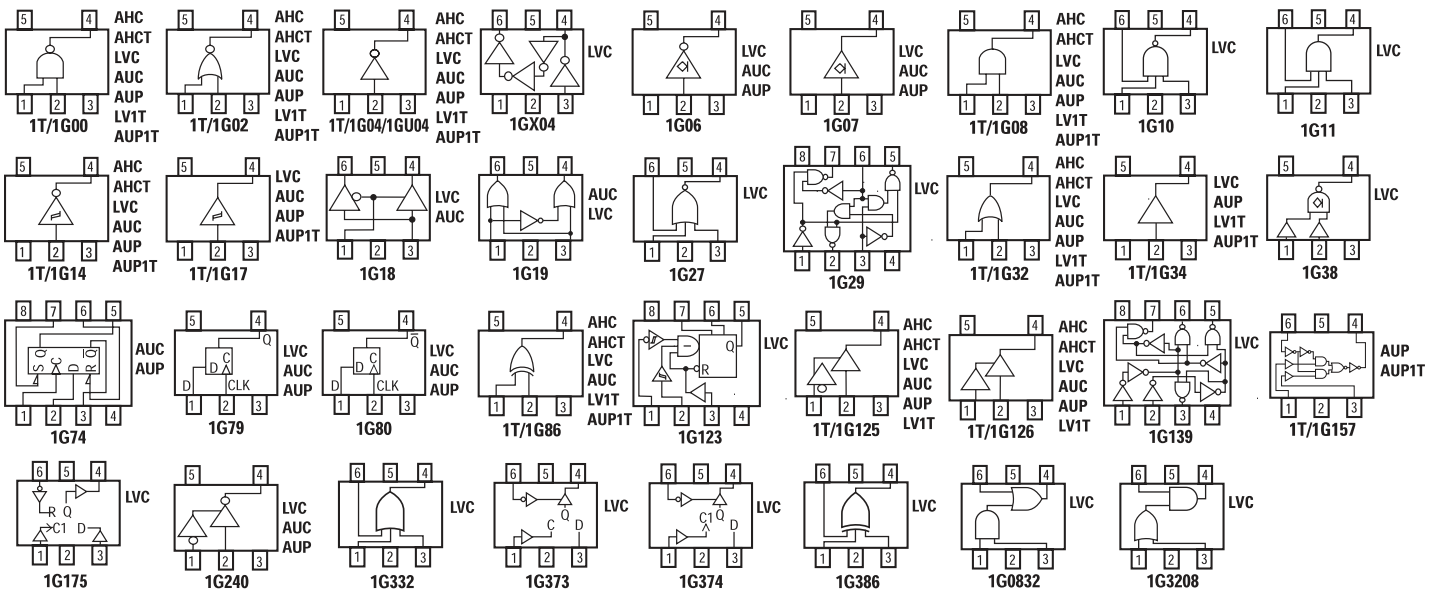 5 4 AHC
AHCT
LVC
AUC
AUP
LV1T
AUP1T
1 2 3
1T/1G00
5 4 AHC
AHCT
LVC
AUC
AUP
LV1T
AUP1T
1 2 3
1T/1G02
5 4 AHC
AHCT
LVC
AUC
AUP
LV1T
AUP1T
1 2 3
1T/1G04/1GU04
6 5 4
LVC
1 2 3
1GX04
5 4
LVC
AUC
AUP
1 2 3
1G06
5 4
LVC
AUC
AUP
1 2 3
1G07
5 4 AHC
AHCT
LVC
AUC
AUP
LV1T
AUP1T
1 2 3
1T/1G08
6 5 4
LVC
1 2 3
1G10
6 5 4
LVC
1 2 3
1G11
5 4 AHC
AHCT
LVC
AUC
AUP
AUP1T
1 2 3
1T/1G14
5 4 LVC
AUC
AUP
AUP1T
1 2 3
1T/1G17
6 5 4
LVC
AUC
1 2 3
1G18
6 5 4
AUC
LVC
1 2 3
1G19
6 5 4
LVC
1 2 3
1G27
8 7 6 5
LVC
1 2 3 4
1G29
5 4 AHC
AHCT
LVC
AUC
AUP
LV1T
AUP1T
1 2 3
1T/1G32
5 4
LVC
AUP
LV1T
AUP1T
1 2 3
1T/1G34
6 5 4
LVC
1 2 3
1G38
8 7 6 5
S Q C D R Q
AUC
AUP
1 2 3 4
1G74
5 4
Q
C
D
D CLK
LVC
AUC
AUP
1 2 3
1G79
5 4
Q
C
D
D CLK
LVC
AUC
AUP
1 2 3
1G80
5 4 AHC
AHCT
LVC
AUC
LV1T
AUP1T
1 2 3
1T/1G86
8 7 6 5
Q
R
LVC
1 2 3 4
1G123
5 4 AHC
AHCT
LVC
AUC
AUP
LV1T
1 2 3
1T/1G125
5 4 AHC
AHCT
LVC
AUC
AUP
LV1T
1 2 3
1T/1G126
8 7 6 5
LVC
1 2 3 4
1G139
6 5 4
AUP
AUP1T
1 2 3
1T/1G157
6 5 4
R Q
C1 D
LVC
1 2 3
1G175
5 4
LVC
AUC
AUP
1 2 3
1G240
6 5 4
LVC
1 2 3
1G332
6 5 4
Q
C D
LVC
1 2 3
1G373
6 5 4
Q
C1 D
LVC
1 2 3
1G374
6 5 4
LVC
1 2 3
1G386
6 5 4
LVC
1 2 3
1G0832
6 5 4
LVC
1 2 3
1G3208